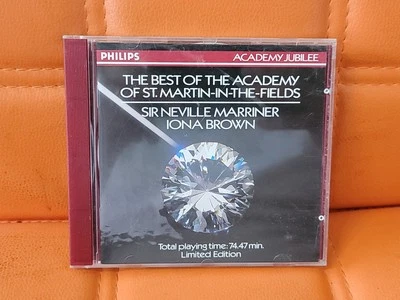 PHILIPS ACADEMY JUBILEE
THE BEST OF THE ACADEMY
OF ST. MARTIN-IN-THE-FIELDS
SIR NEVILLE MARRINER
IONA BROWN
Total playing time: 74.47 min.
Limited Edition